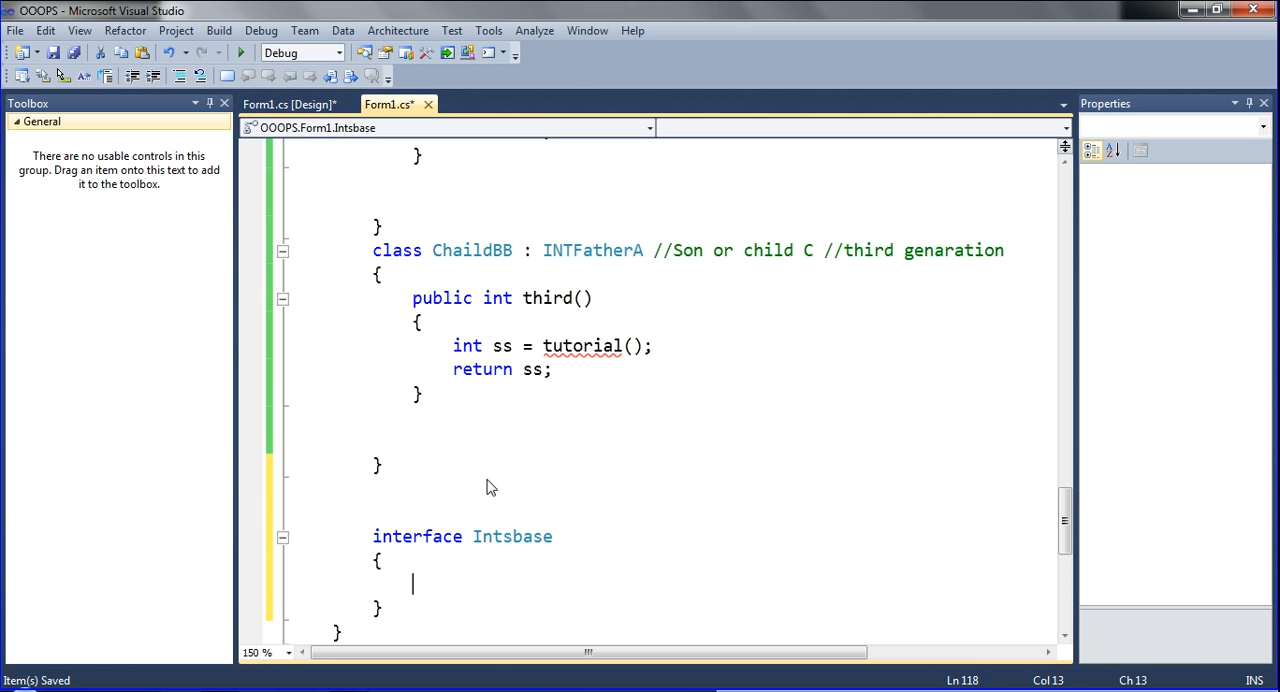 OOOPS - Microsoft Visual Studio
File Edit View Refactor Project Build Debug Team Data Architecture Test Tools Analyze Window Help
Debug
Toolbox
General
There are no usable controls in this
group. Drag an item onto this text to add
it to the toolbox.
Form1.cs [Design]* Form1.cs*
OOOPS.Form1.Intsbase
}
}
class ChaildBB : INTFatherA //Son or child C //third genaration
{
public int third()
{
int ss = tutorial();
return ss;
}
}
interface Intsbase
{
}
}
150 %
Properties
Item(s) Saved Ln 118 Col 13 Ch 13 INS